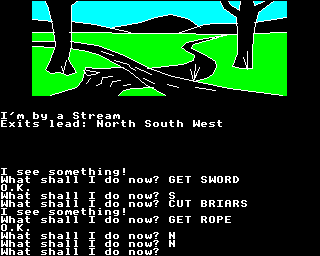 I'm by a Stream
Exits lead: North South West
I see something!
What shall I do now? GET SWORD
O.K.
What shall I do now? S
What shall I do now? CUT BRIARS
I see something!
What shall I do now? GET ROPE
O.K.
What shall I do now? N
What shall I do now? N
What shall I do now?